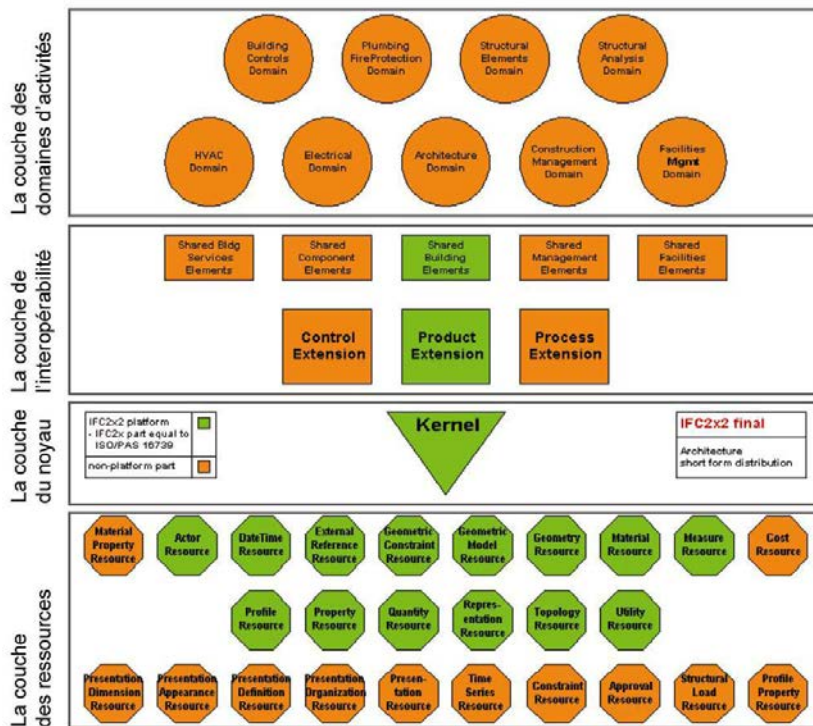 La couche des
domaines d'activités
Building
Controls
Domain
Plumbing
FireProtection
Domain
Structural
Elements
Domain
Structural
Analysis
Domain
HVAC
Domain
Electrical
Domain
Architecture
Domain
Construction
Management
Domain
Facilities
Mgmt
Domain
La couche de
l'interopérabilité
Shared Bldg
Services
Elements
Shared
Component
Elements
Shared
Building
Elements
Shared
Management
Elements
Shared
Facilities
Elements
Control
Extension
Product
Extension
Process
Extension
La couche
du noyau
IFC2x2 platform
- IFC2x part equal to
ISO/PAS 16739
non-platform part
Kernel
IFC2x2 final
Architecture
short form distribution
La couche
des ressources
Material
Property
Resource
Actor
Resource
DateTime
Resource
External
Reference
Resource
Geometric
Constraint
Resource
Geometric
Model
Resource
Geometry
Resource
Material
Resource
Measure
Resource
Cost
Resource
Profile
Resource
Property
Resource
Quantity
Resource
Repres-
entation
Resource
Topology
Resource
Utility
Resource
Presentation
Dimension
Resource
Presentation
Appearance
Resource
Presentation
Definition
Resource
Presentation
Organization
Resource
Presen-
tation
Resource
Time
Series
Resource
Constraint
Resource
Approval
Resource
Structural
Load
Resource
Profile
Property
Resource